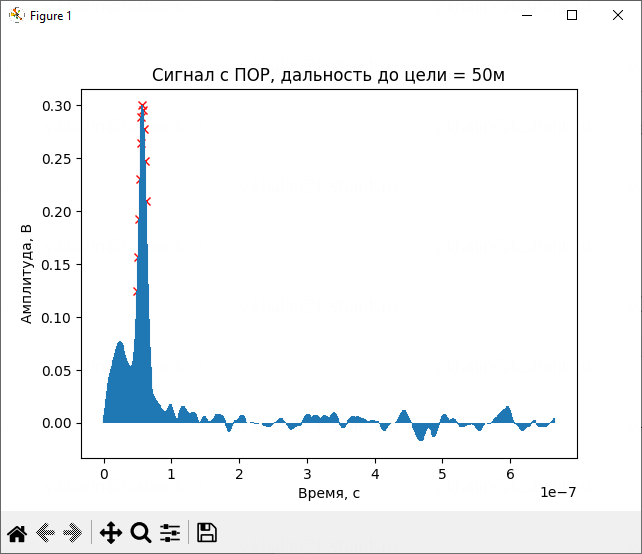 Figure 1
Сигнал с ПОР, дальность до цели = 50м
Амплитуда, В
0.30
0.25
0.20
0.15
0.10
0.05
0.00
0 1 2 3 4 5 6
1e-7
Время, с